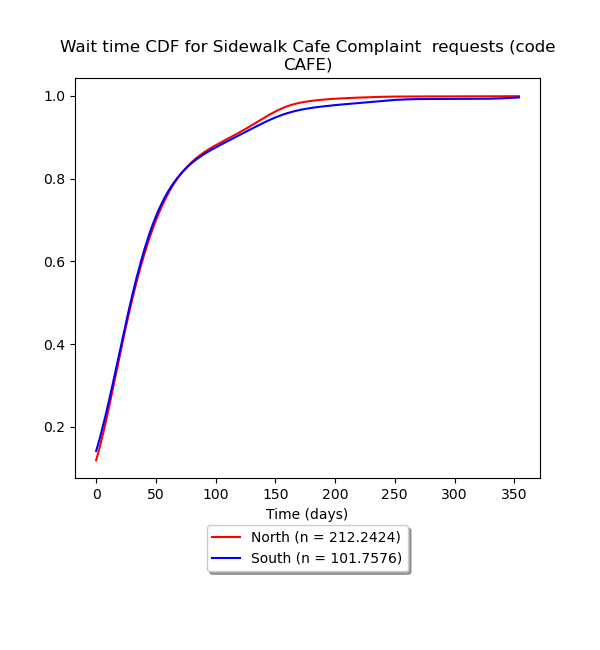 Wait time CDF for Sidewalk Cafe Complaint  requests (code
CAFE)
1.0
0.8
0.6
0.4
0.2
0 50 100 150 200 250 300 350
Time (days)
North (n = 212.2424)
South (n = 101.7576)